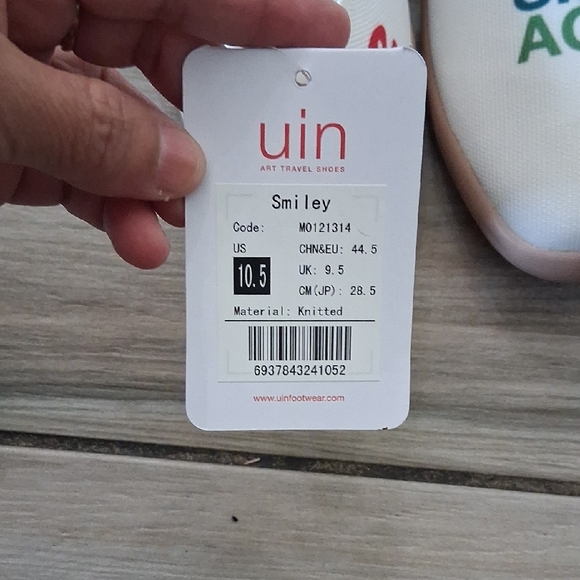 uin
ART TRAVEL SHOES
Smiley
Code: MO121314
US CHN&EU: 44.5
10.5 UK: 9.5
CM(JP): 28.5
Material: Knitted
6937843241052
www.uinfootwear.com
AC